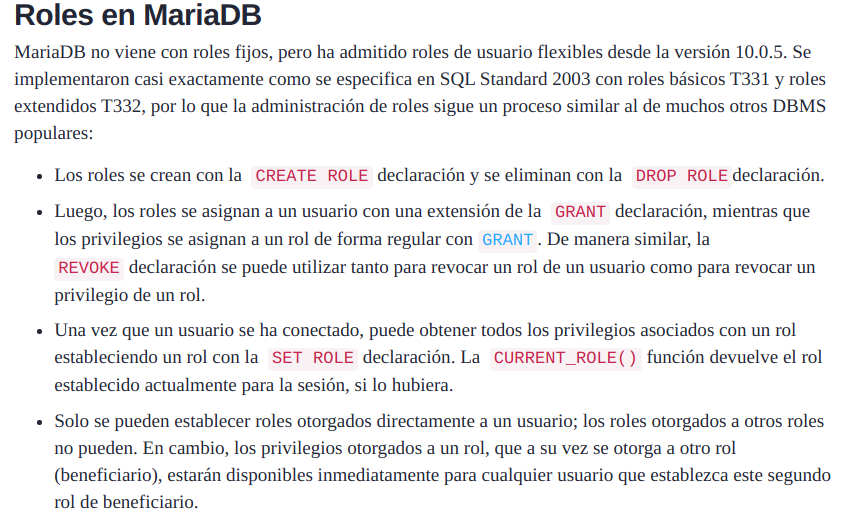 Roles en MariaDB
MariaDB no viene con roles fijos, pero ha admitido roles de usuario flexibles desde la versión 10.0.5. Se
implementaron casi exactamente como se especifica en SQL Standard 2003 con roles básicos T331 y roles
extendidos T332, por lo que la administración de roles sigue un proceso similar al de muchos otros DBMS
populares:
• Los roles se crean con la CREATE ROLE declaración y se eliminan con la DROP ROLE declaración.
• Luego, los roles se asignan a un usuario con una extensión de la GRANT declaración, mientras que
los privilegios se asignan a un rol de forma regular con GRANT . De manera similar, la
REVOKE declaración se puede utilizar tanto para revocar un rol de un usuario como para revocar un
privilegio de un rol.
• Una vez que un usuario se ha conectado, puede obtener todos los privilegios asociados con un rol
estableciendo un rol con la SET ROLE declaración. La CURRENT_ROLE() función devuelve el rol
establecido actualmente para la sesión, si lo hubiera.
• Solo se pueden establecer roles otorgados directamente a un usuario; los roles otorgados a otros roles
no pueden. En cambio, los privilegios otorgados a un rol, que a su vez se otorga a otro rol
(beneficiario), estarán disponibles inmediatamente para cualquier usuario que establezca este segundo
rol de beneficiario.